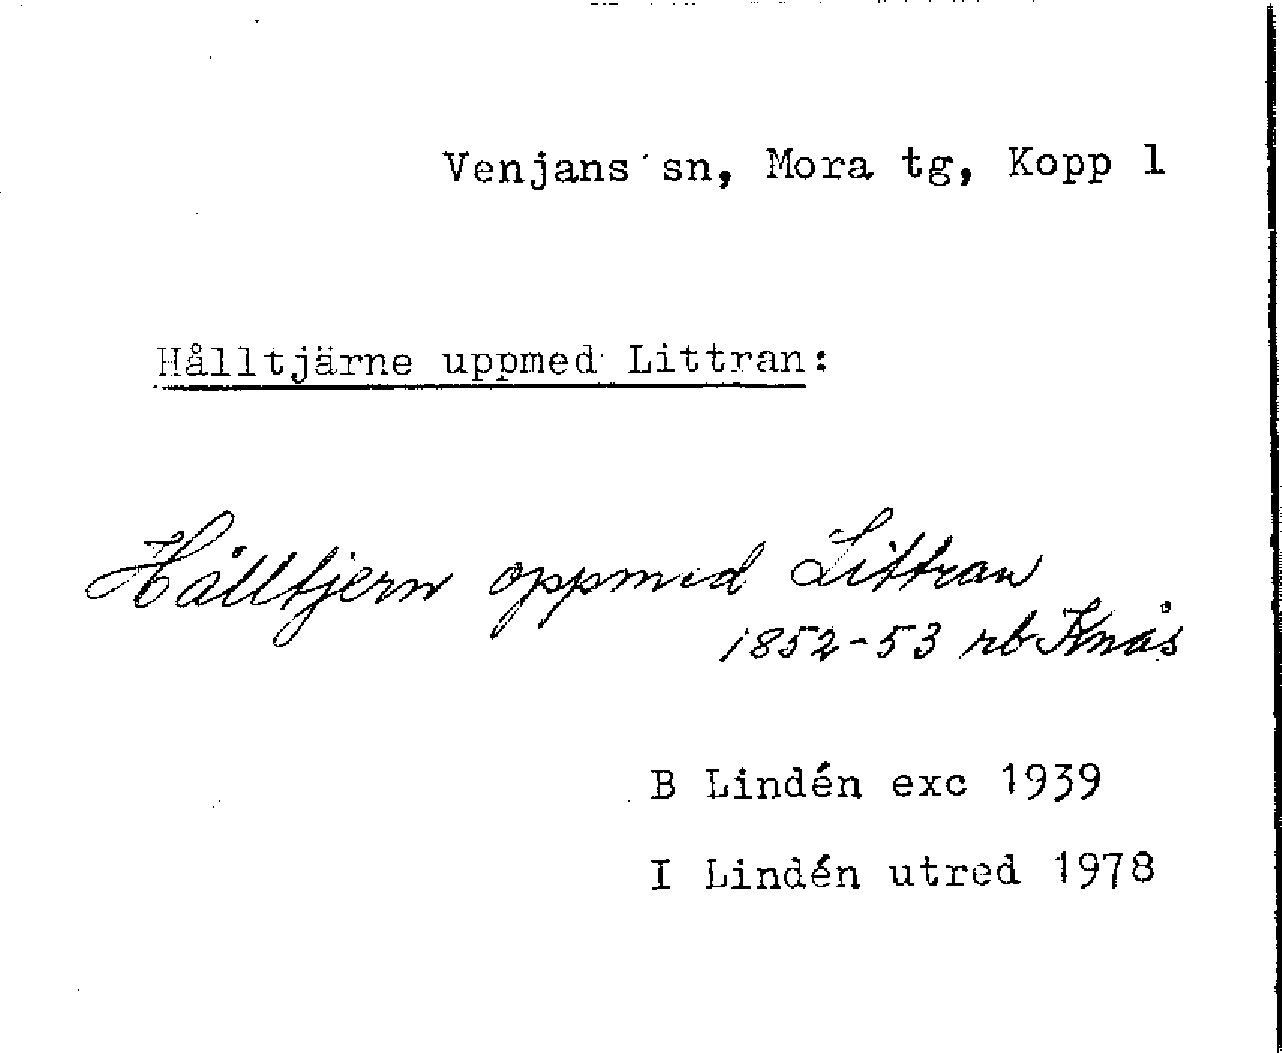 Venjans sn, Mora tg, Kopp l
Hålltjärne uppmed Littran:
Hålltjern oppmed Littran
1852-53 rb Knås
B Lindén exc 1939
I Lindén utred 1978